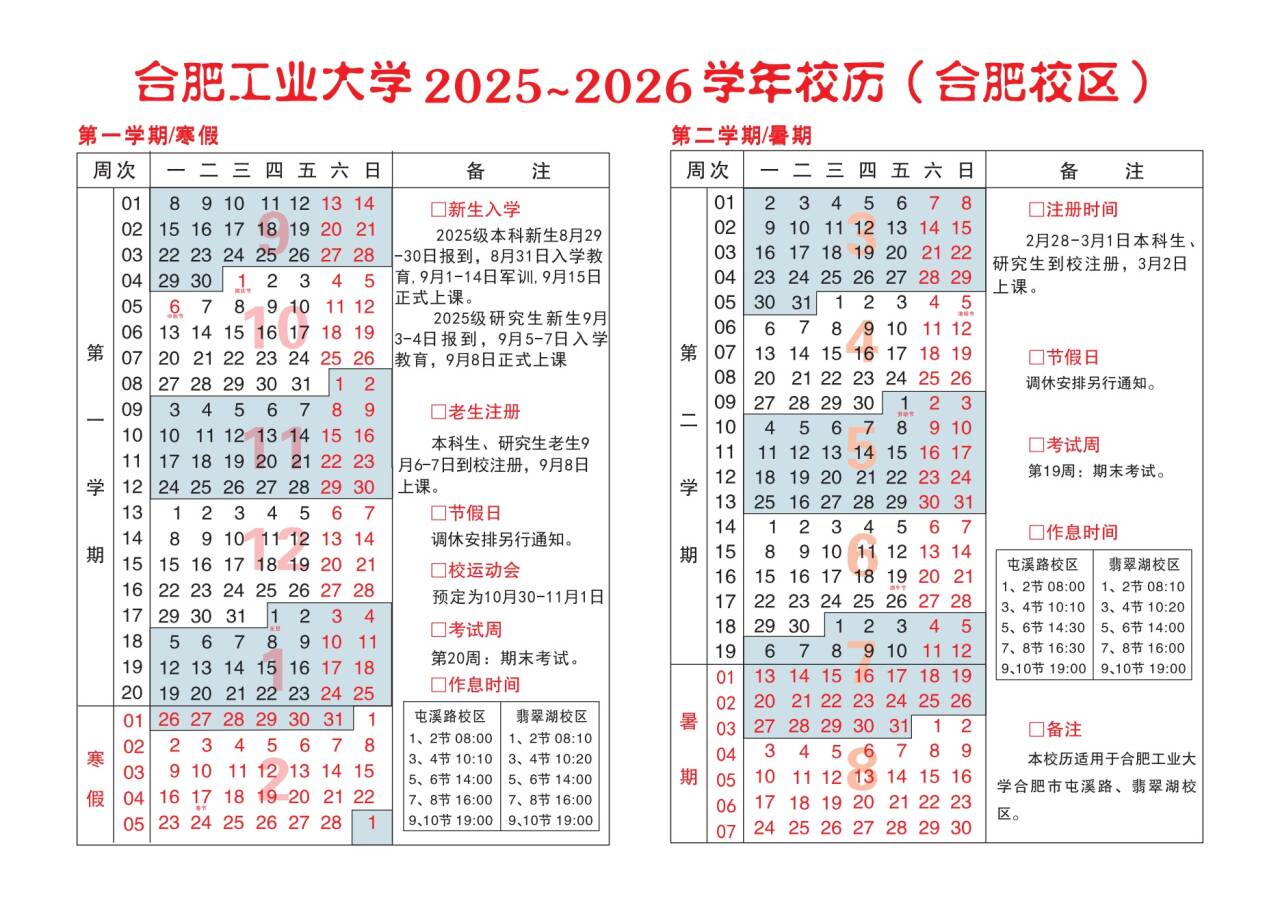 合肥工业大学2025~2026学年校历（合肥校区）
第一学期/寒假
周次 一 二 三 四 五 六 日 备 注
第一学期
01 8 9 10 11 12 13 14
02 15 16 17 18 19 20 21
03 22 23 24 25 26 27 28
04 29 30 1 2 3 4 5
国庆节
05 6 7 8 9 10 11 12
中秋节
06 13 14 15 16 17 18 19
07 20 21 22 23 24 25 26
08 27 28 29 30 31 1 2
09 3 4 5 6 7 8 9
10 10 11 12 13 14 15 16
11 17 18 19 20 21 22 23
12 24 25 26 27 28 29 30
13 1 2 3 4 5 6 7
14 8 9 10 11 12 13 14
15 15 16 17 18 19 20 21
16 22 23 24 25 26 27 28
17 29 30 31 1 2 3 4
元旦
18 5 6 7 8 9 10 11
19 12 13 14 15 16 17 18
20 19 20 21 22 23 24 25
寒假
01 26 27 28 29 30 31 1
02 2 3 4 5 6 7 8
03 9 10 11 12 13 14 15
04 16 17 18 19 20 21 22
春节
05 23 24 25 26 27 28 1
9
10
11
12
1
2
□新生入学
2025级本科新生8月29
-30日报到，8月31日入学教
育,9月1-14日军训,9月15日
正式上课。
2025级研究生新生9月
3-4日报到，9月5-7日入学
教育，9月8日正式上课
□老生注册
本科生、研究生老生9
月6-7日到校注册，9月8日
上课。
□节假日
调休安排另行通知。
□校运动会
预定为10月30-11月1日
□考试周
第20周：期末考试。
□作息时间
屯溪路校区 翡翠湖校区
1、2节 08:00 1、2节 08:10
3、4节 10:10 3、4节 10:20
5、6节 14:00 5、6节 14:00
7、8节 16:00 7、8节 16:00
9、10节 19:00 9、10节 19:00
第二学期/暑期
周次 一 二 三 四 五 六 日 备 注
第二学期
01 2 3 4 5 6 7 8
02 9 10 11 12 13 14 15
03 16 17 18 19 20 21 22
04 23 24 25 26 27 28 29
05 30 31 1 2 3 4 5
清明节
06 6 7 8 9 10 11 12
07 13 14 15 16 17 18 19
08 20 21 22 23 24 25 26
09 27 28 29 30 1 2 3
劳动节
10 4 5 6 7 8 9 10
11 11 12 13 14 15 16 17
12 18 19 20 21 22 23 24
13 25 16 27 28 29 30 31
14 1 2 3 4 5 6 7
15 8 9 10 11 12 13 14
16 15 16 17 18 19 20 21
端午节
17 22 23 24 25 26 27 28
18 29 30 1 2 3 4 5
19 6 7 8 9 10 11 12
暑期
01 13 14 15 16 17 18 19
02 20 21 22 23 24 25 26
03 27 28 29 30 31 1 2
04 3 4 5 6 7 8 9
05 10 11 12 13 14 15 16
06 17 18 19 20 21 22 23
07 24 25 26 27 28 29 30
3
4
5
6
7
8
□注册时间
2月28-3月1日本科生、
研究生到校注册，3月2日
上课。
□节假日
调休安排另行通知。
□考试周
第19周：期末考试。
□作息时间
屯溪路校区 翡翠湖校区
1、2节 08:00 1、2节 08:10
3、4节 10:10 3、4节 10:20
5、6节 14:30 5、6节 14:00
7、8节 16:30 7、8节 16:00
9、10节 19:00 9、10节 19:00
□备注
本校历适用于合肥工业大
学合肥市屯溪路、翡翠湖校
区。